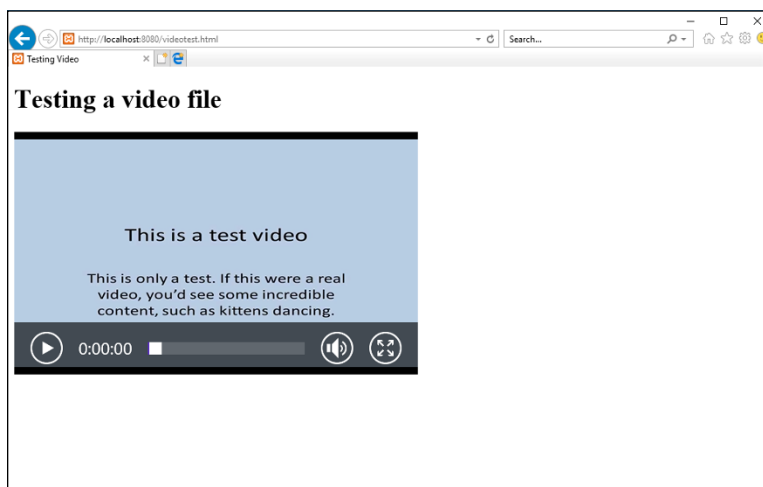 http://localhost:8080/videotest.html
Search...
Testing Video
Testing a video file
This is a test video
This is only a test. If this were a real
video, you'd see some incredible
content, such as kittens dancing.
0:00:00